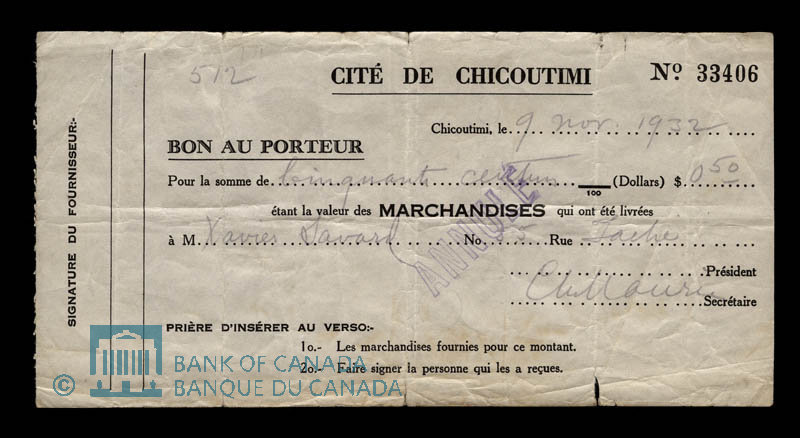 512
CITÉ DE CHICOUTIMI
Nº 33406
Chicoutimi, le 9 nov. 1932
BON AU PORTEUR
Pour la somme de Cinquante centins /100 (Dollars) $ 0.50
étant la valeur des MARCHANDISES qui ont été livrées
à M. Xavier Savard No. Rue Taché
ANNULÉ
Président
Secrétaire
SIGNATURE DU FOURNISSEUR:-
PRIÈRE D'INSÉRER AU VERSO:-
1o.- Les marchandises fournies pour ce montant.
2o.- Faire signer la personne qui les a reçues.
© BANK OF CANADA
BANQUE DU CANADA